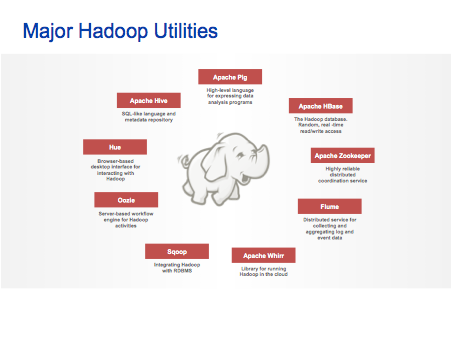 Major Hadoop Utilities
Apache Pig
High-level language
for expressing data
analysis programs
Apache HBase
The Hadoop database.
Random, real-time
read/write access
Apache Zookeeper
Highly reliable
distributed
coordination service
Flume
Distributed service for
collecting and
aggregating log and
event data
Apache Whirr
Library for running
Hadoop in the cloud
Sqoop
Integrating Hadoop
with RDBMS
Oozie
Server-based workflow
engine for Hadoop
activities
Hue
Browser-based
desktop interface for
interacting with
Hadoop
Apache Hive
SQL-like language and
metadata repository